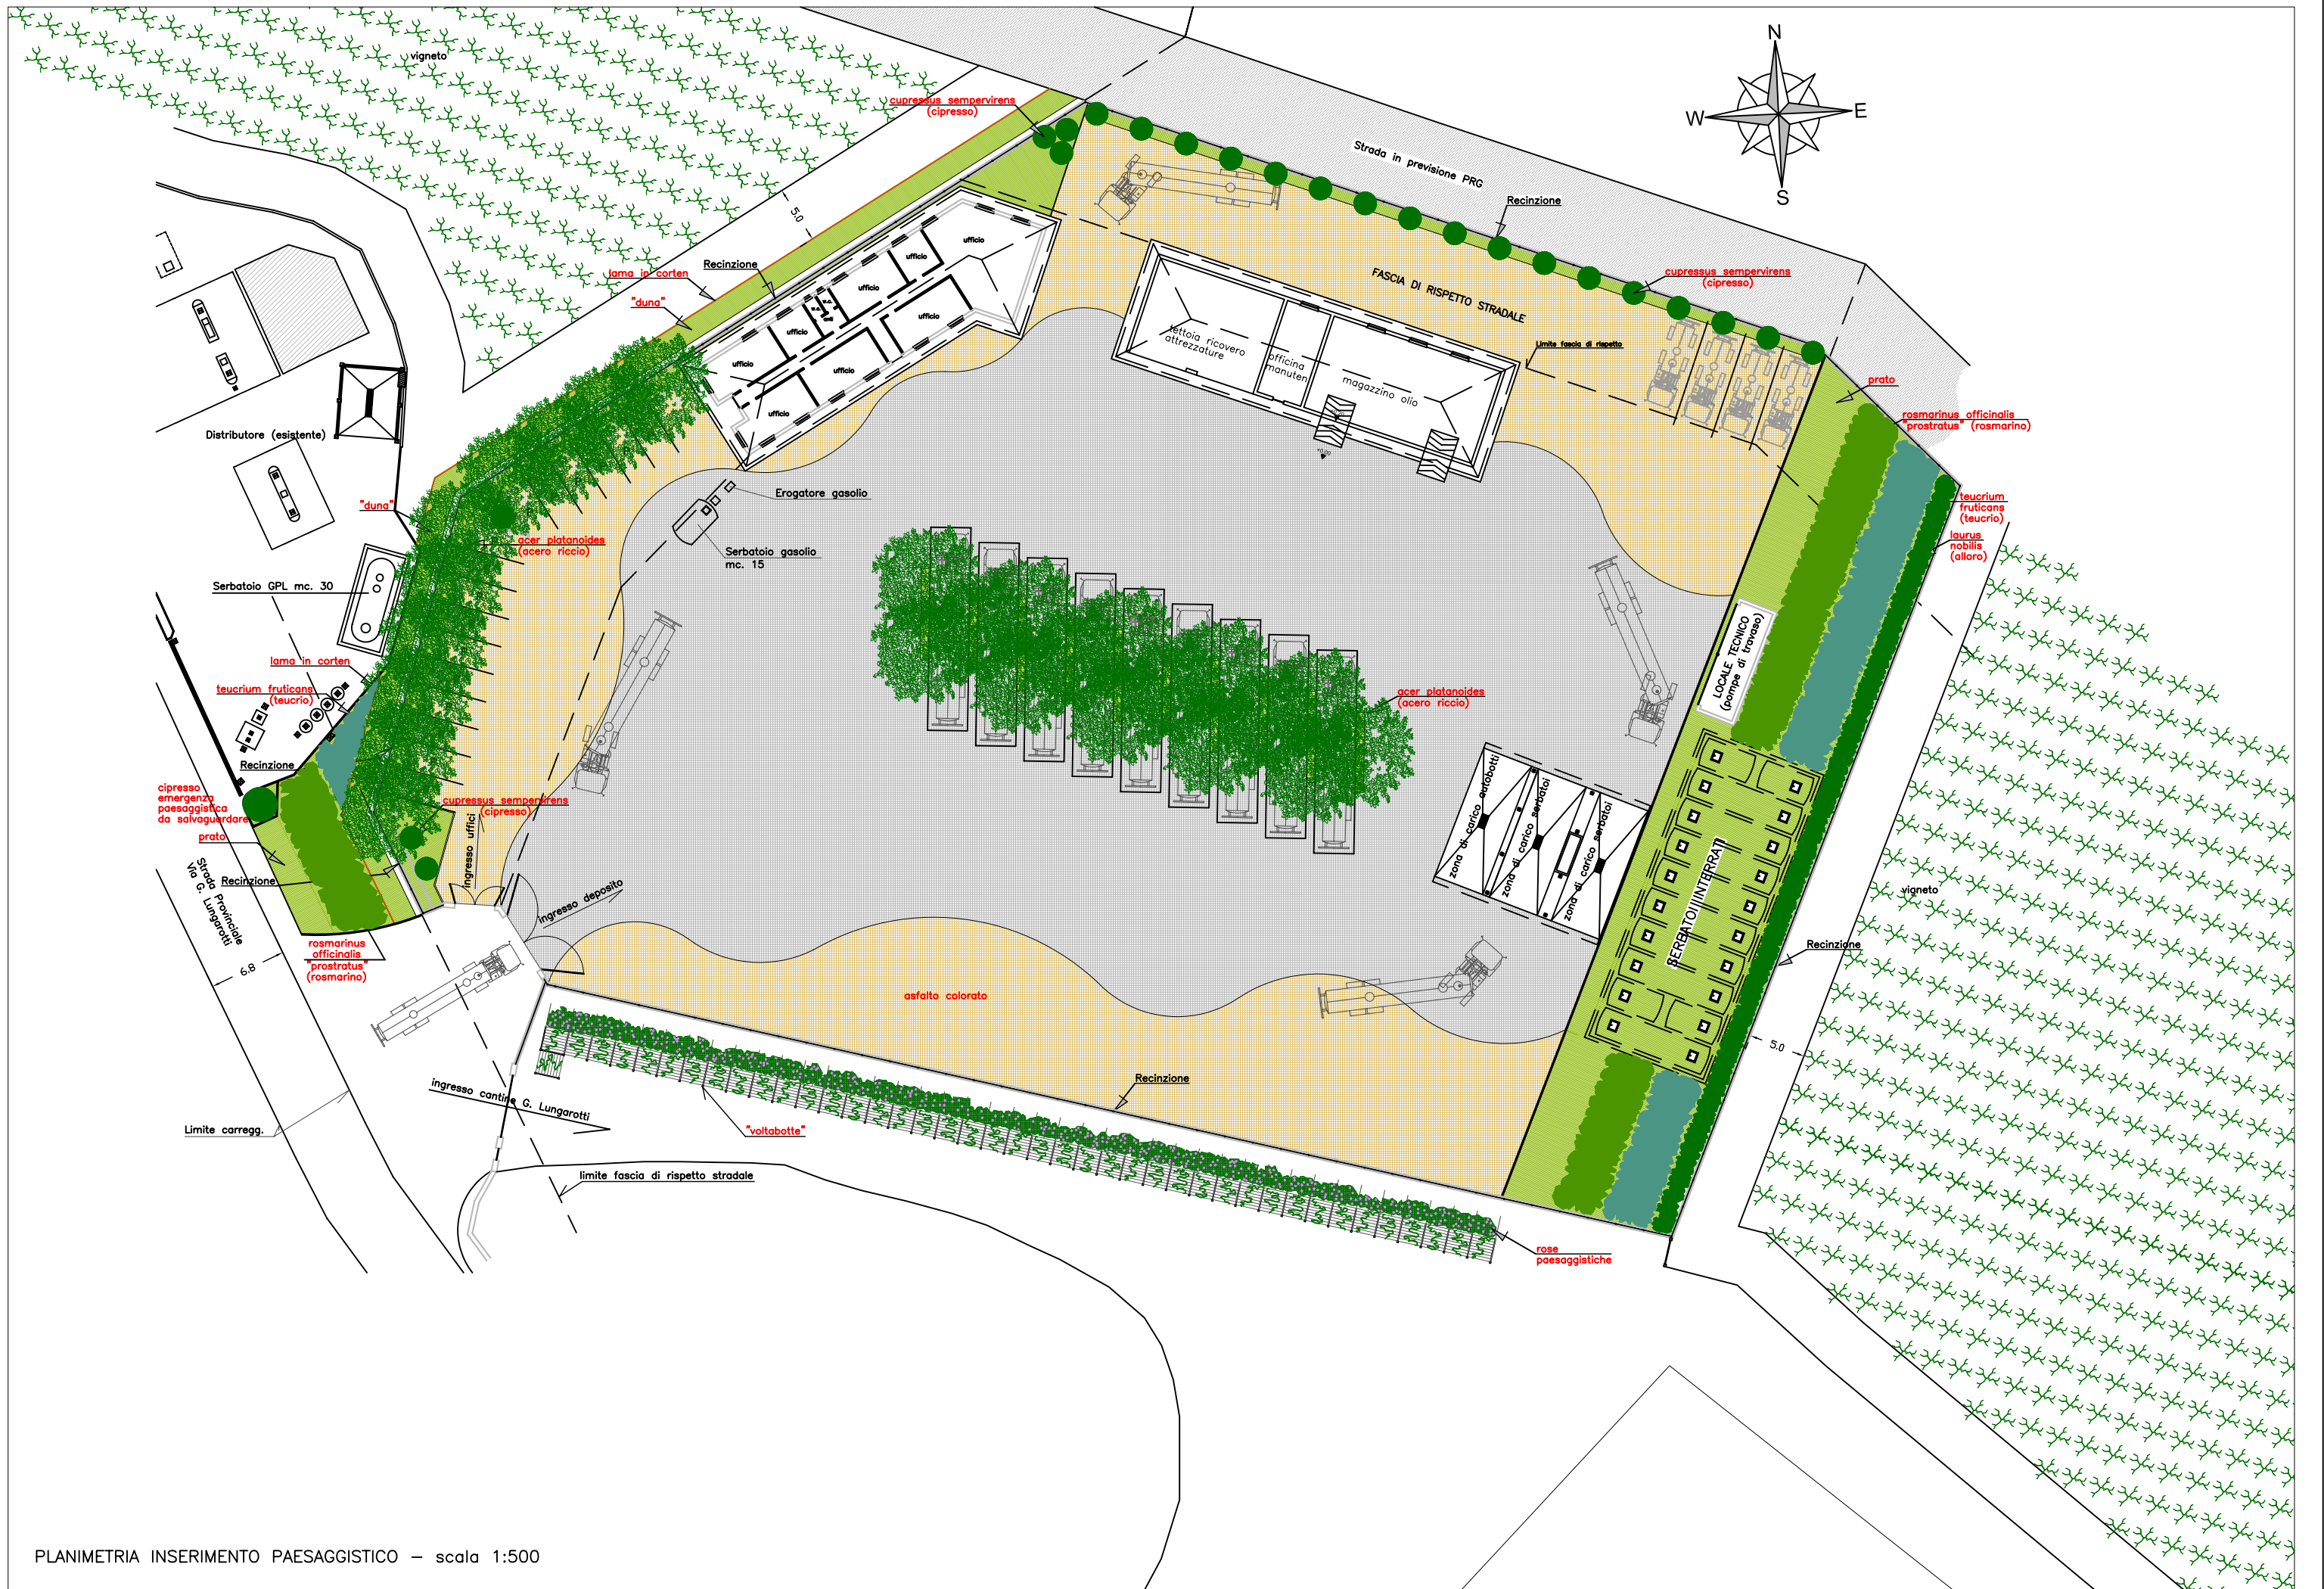 vigneto
N
W
E
S
cupressus sempervirens
(cipresso)
Strada in previsione PRG
Recinzione
5.0
ufficio
ufficio
ufficio
ufficio
ufficio
ufficio
ufficio
ufficio
w.c.
w.c.
Recinzione
lama in corten
"duna"
FASCIA DI RISPETTO STRADALE
cupressus sempervirens
(cipresso)
Limite fascia di rispetto
tettoia ricovero
attrezzature
officina
manuten
magazzino olio
±0.00
prato
rosmarinus officinalis
"prostratus" (rosmarino)
Distributore (esistente)
Erogatore gasolio
"duna"
teucrium
fruticans
(teucrio)
acer platanoides
(acero riccio)
Serbatoio gasolio
mc. 15
laurus
nobilis
(alloro)
Serbatoio GPL mc. 30
LOCALE TECNICO
(pompe di travaso)
lama in corten
teucrium fruticans
(teucrio)
acer platanoides
(acero riccio)
Recinzione
cipresso
emergenza
paesaggistica
da salvaguardare
cupressus sempervirens
(cipresso)
zona di carico autobotti
zona di carico serbatoi
zona di carico serbatoi
prato
ingresso uffici
SERBATOI INTERRATI
Strada Provinciale
Via G. Lungarotti
Recinzione
ingresso deposito
vigneto
rosmarinus
officinalis
"prostratus"
(rosmarino)
Recinzione
6.8
asfalto colorato
5.0
ingresso cantine G. Lungarotti
Recinzione
Limite carregg.
"voltabotte"
limite fascia di rispetto stradale
rose
paesaggistiche
PLANIMETRIA INSERIMENTO PAESAGGISTICO – scala 1:500